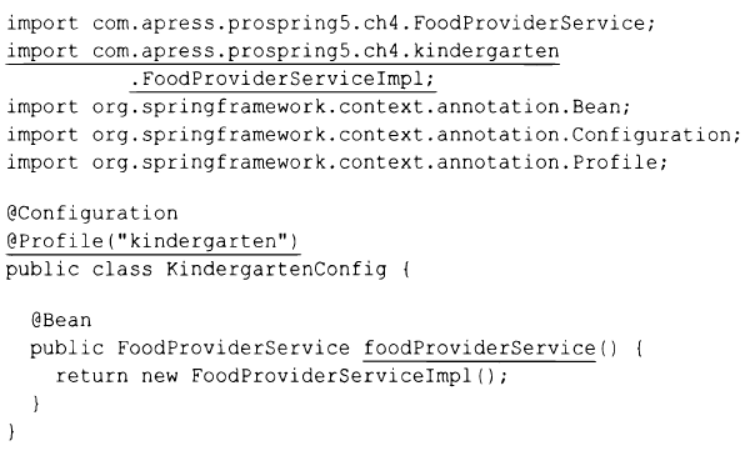 import com.apress.prospring5.ch4.FoodProviderService;
import com.apress.prospring5.ch4.kindergarten
.FoodProviderServiceImpl;
import org.springframework.context.annotation.Bean;
import org.springframework.context.annotation.Configuration;
import org.springframework.context.annotation.Profile;
@Configuration
@Profile("kindergarten")
public class KindergartenConfig {
@Bean
public FoodProviderService foodProviderService() {
return new FoodProviderServiceImpl();
}
}